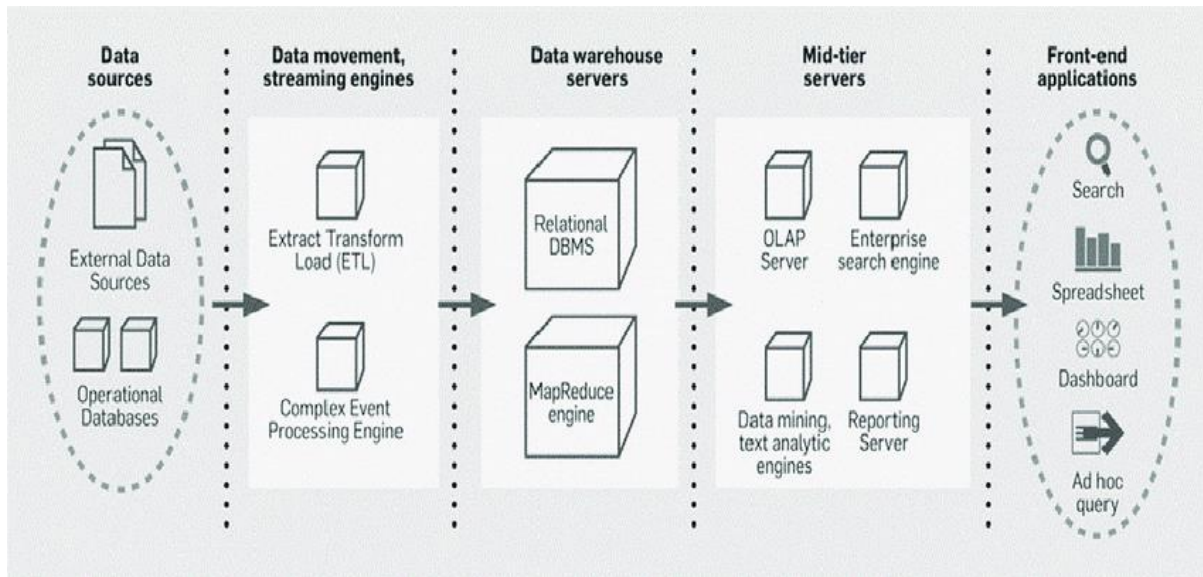 Data
sources
External Data
Sources
Operational
Databases
Data movement,
streaming engines
Extract Transform
Load (ETL)
Complex Event
Processing Engine
Data warehouse
servers
Relational
DBMS
MapReduce
engine
Mid-tier
servers
OLAP
Server
Enterprise
search engine
Data mining,
text analytic
engines
Reporting
Server
Front-end
applications
Search
Spreadsheet
Dashboard
Ad hoc
query